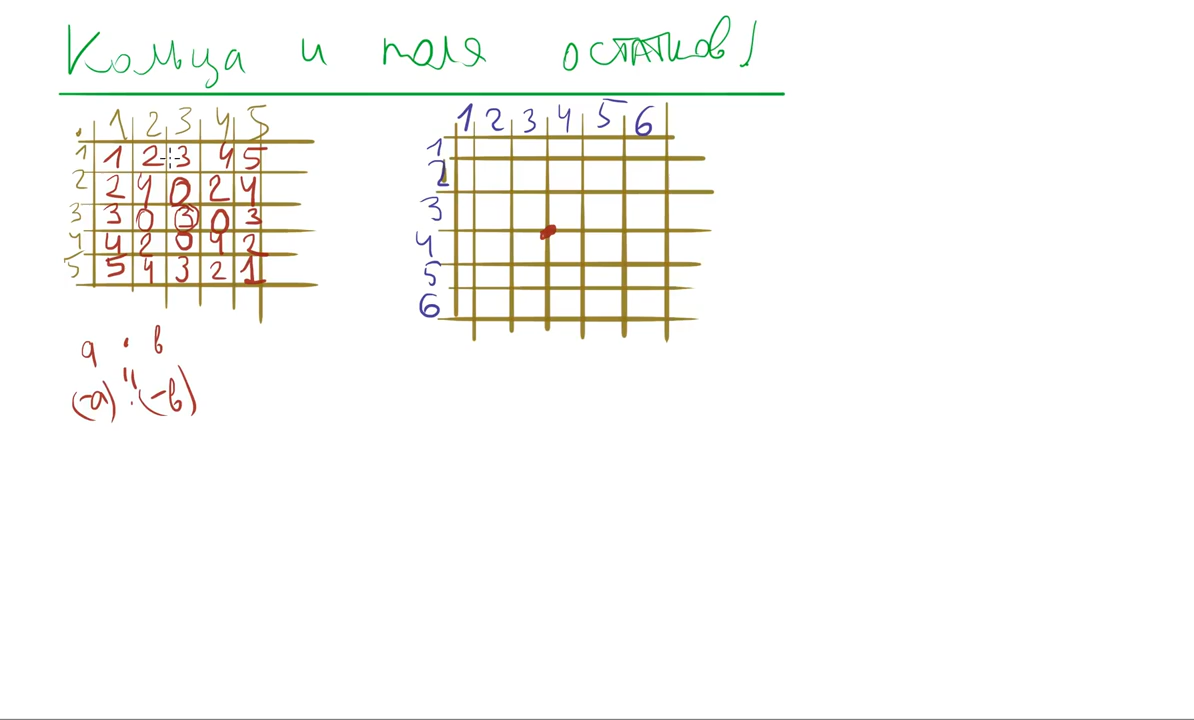 Кольца и поля остатков!
· 1 2 3 4 5
1 1 2 3 4 5
2 2 4 0 2 4
3 3 0 3 0 3
4 4 2 0 4 2
5 5 4 3 2 1
1 2 3 4 5 6
1
2
3
4
5
6
a · b
=
(-a) · (-b)